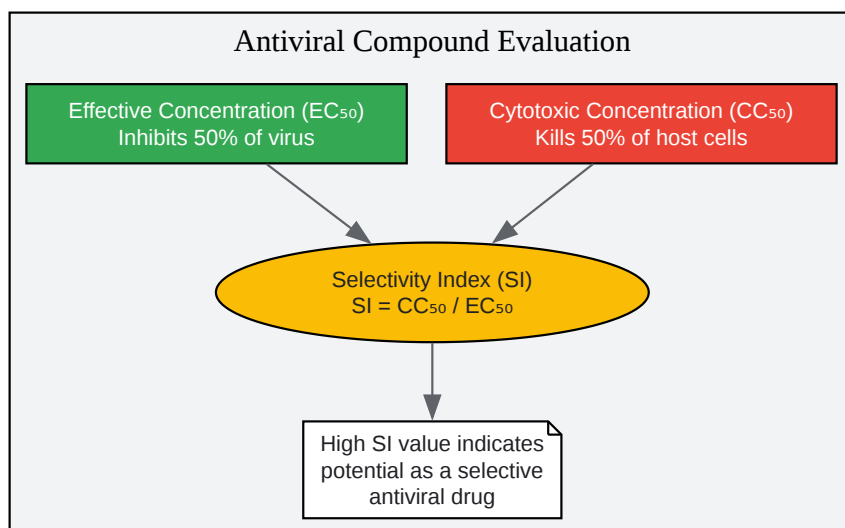 Antiviral Compound Evaluation
Effective Concentration (EC₅₀)
Inhibits 50% of virus
Cytotoxic Concentration (CC₅₀)
Kills 50% of host cells
Selectivity Index (SI)
SI = CC₅₀ / EC₅₀
High SI value indicates
potential as a selective
antiviral drug